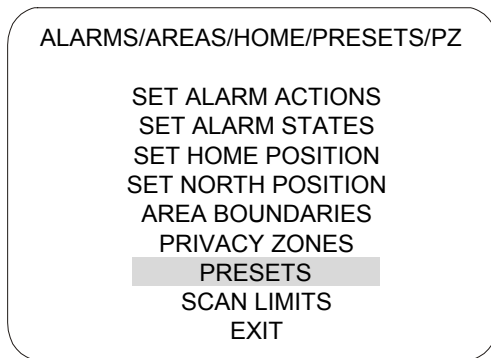 ALARMS/AREAS/HOME/PRESETS/PZ
SET ALARM ACTIONS
SET ALARM STATES
SET HOME POSITION
SET NORTH POSITION
AREA BOUNDARIES
PRIVACY ZONES
PRESETS
SCAN LIMITS
EXIT